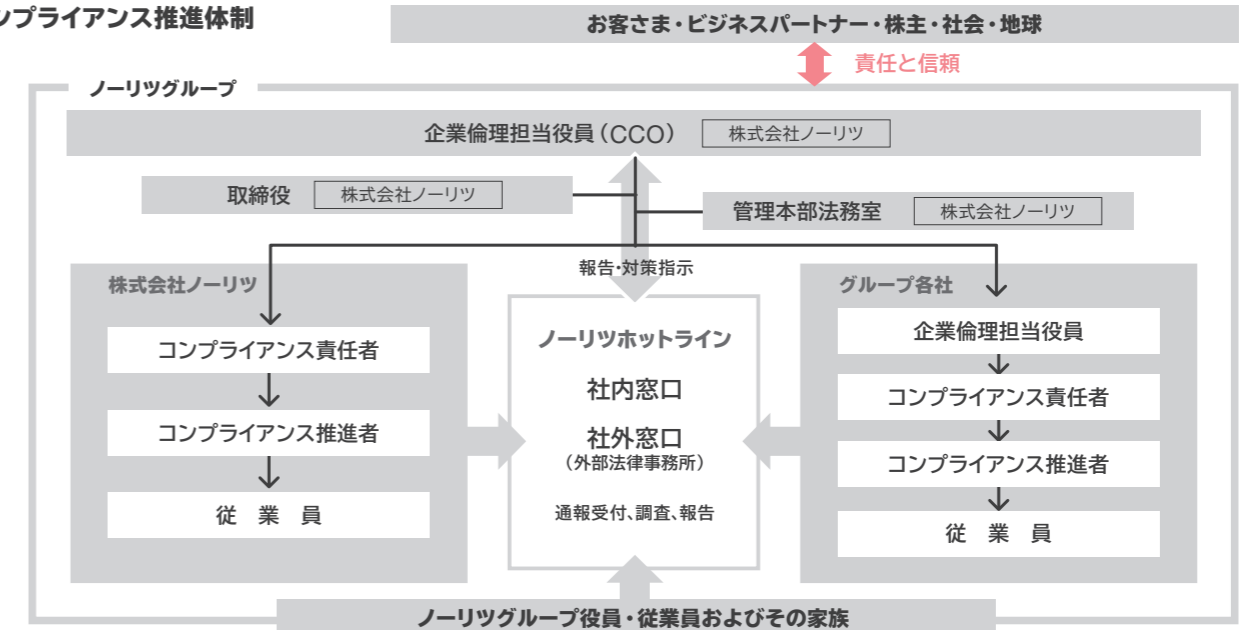 ンプライアンス推進体制
お客さま・ビジネスパートナー・株主・社会・地球
責任と信頼
ノーリツグループ
企業倫理担当役員（CCO） 株式会社ノーリツ
取締役 株式会社ノーリツ
管理本部法務室 株式会社ノーリツ
報告・対策指示
株式会社ノーリツ
コンプライアンス責任者
コンプライアンス推進者
従業員
ノーリツホットライン
社内窓口
社外窓口
（外部法律事務所）
通報受付、調査、報告
グループ各社
企業倫理担当役員
コンプライアンス責任者
コンプライアンス推進者
従業員
ノーリツグループ役員・従業員およびその家族